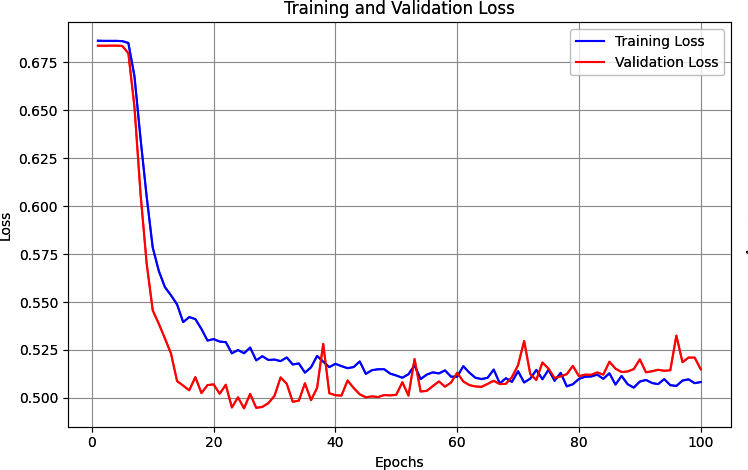 Training and Validation Loss
Training Loss
Validation Loss
0.675
0.650
0.625
0.600
0.575
0.550
0.525
0.500
Loss
0 20 40 60 80 100
Epochs